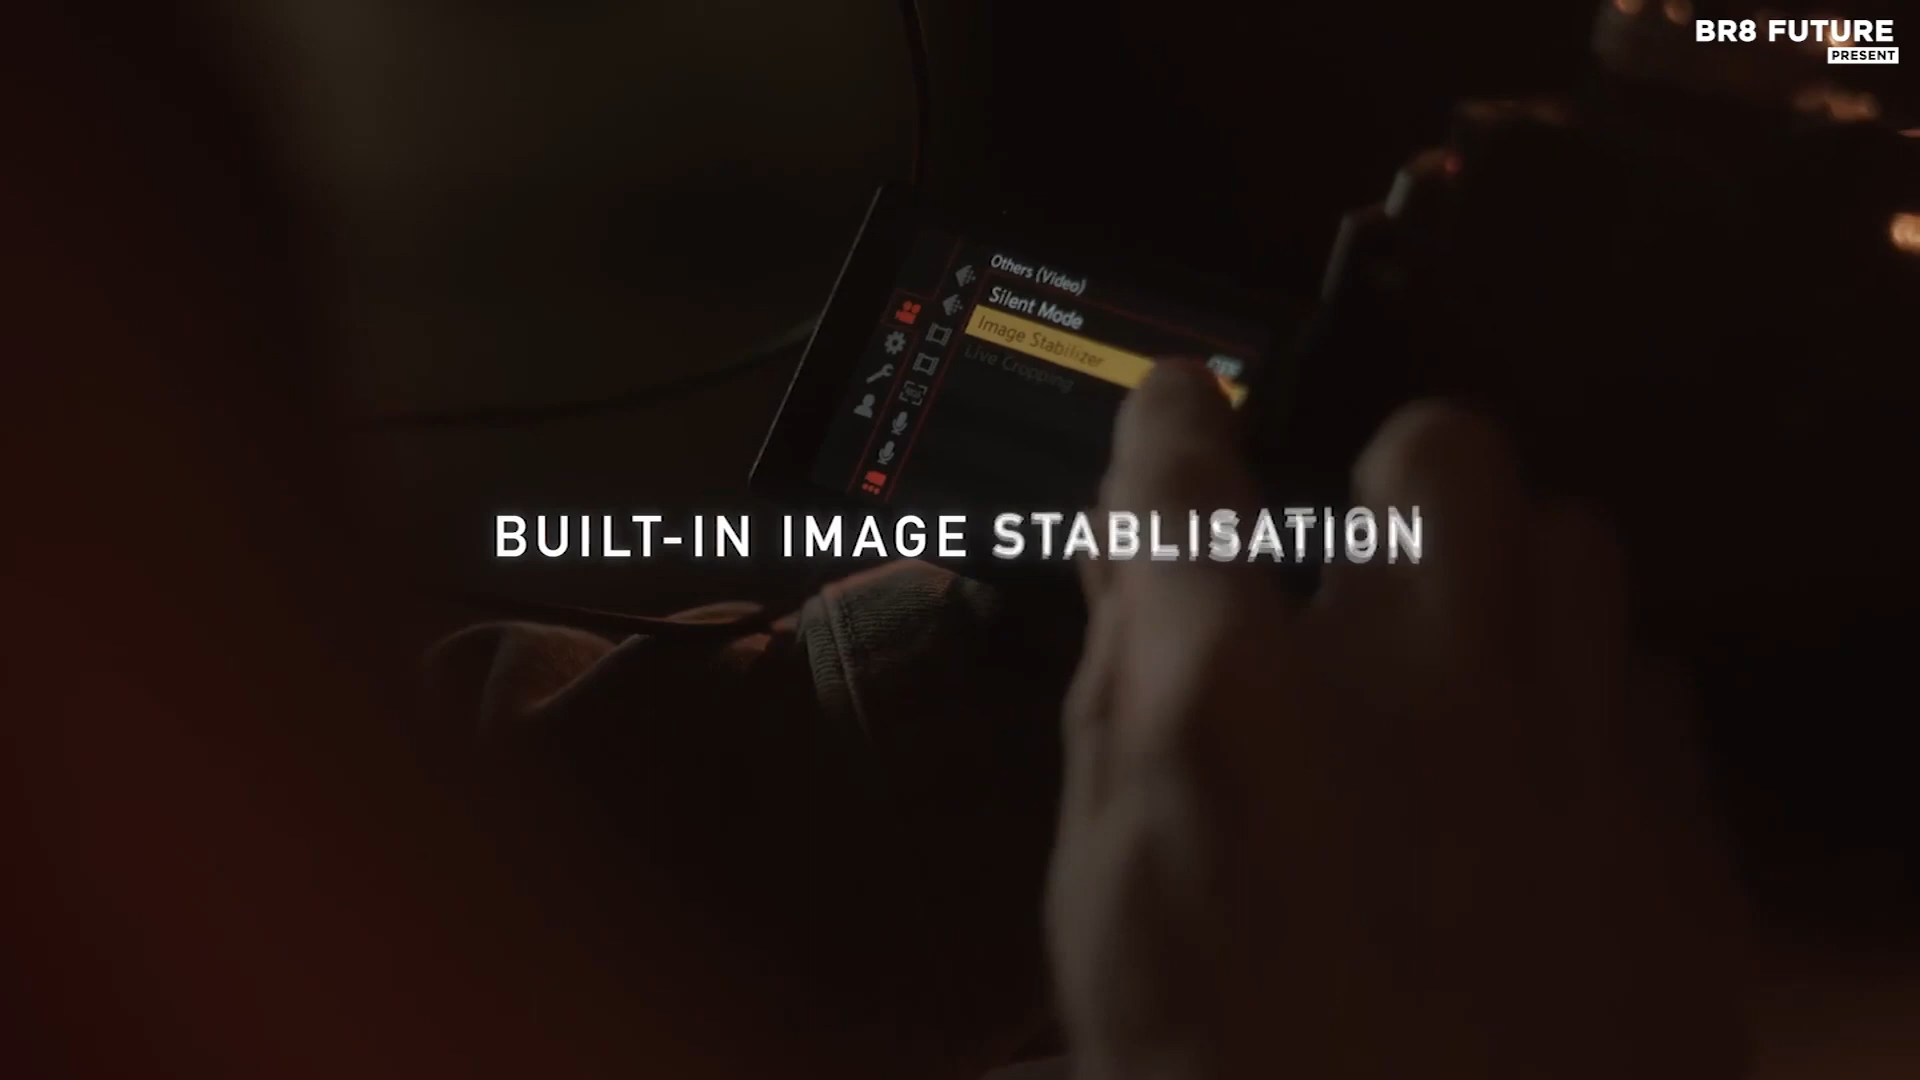 BR8 FUTURE
PRESENT
Others (Video)
Silent Mode
Image Stabilizer
Live Cropping
BUILT-IN IMAGE STABLISATION